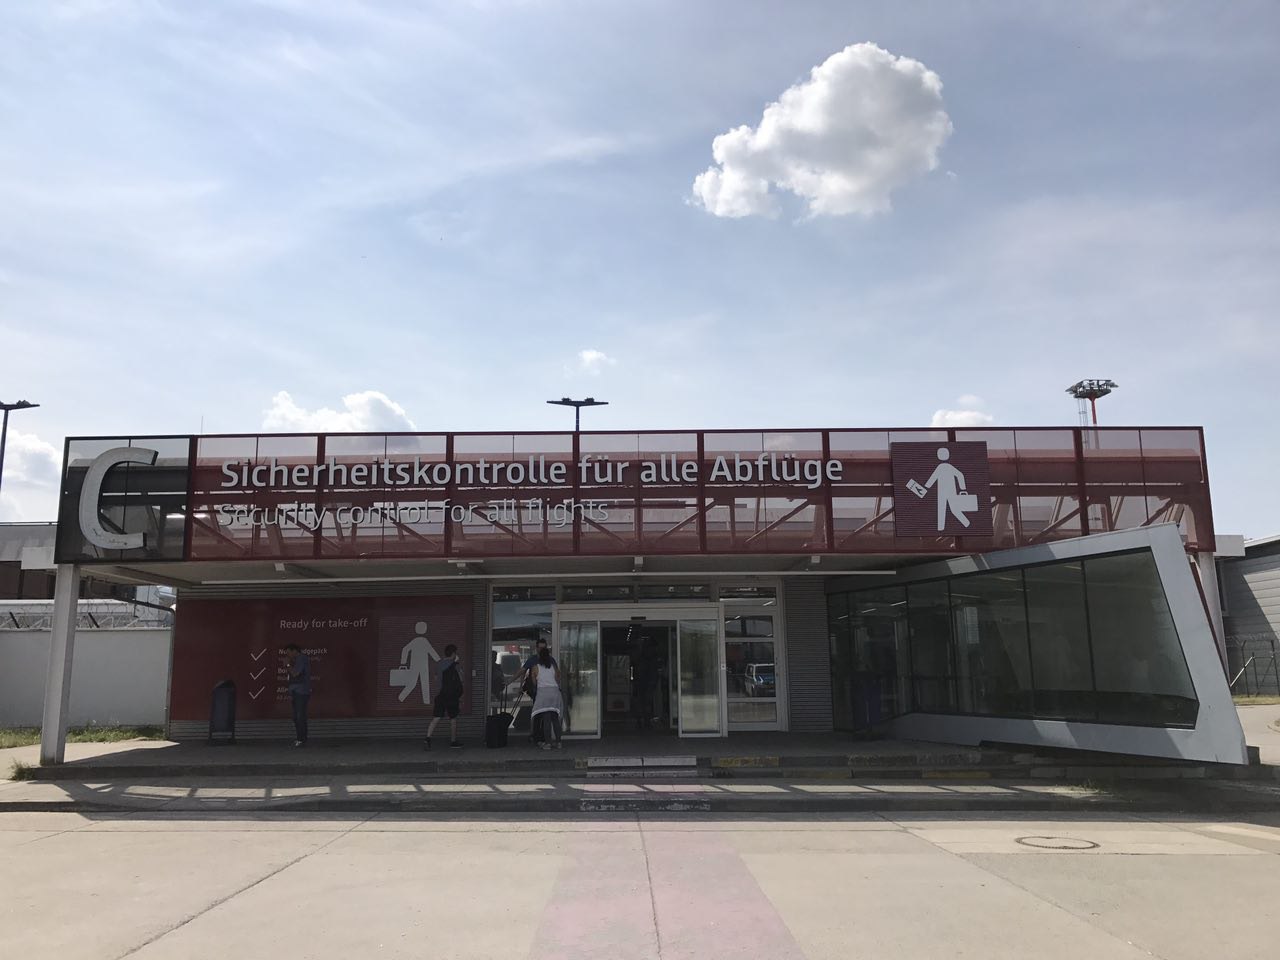 C
Sicherheitskontrolle für alle Abflüge
Security control for all flights
Ready for take-off